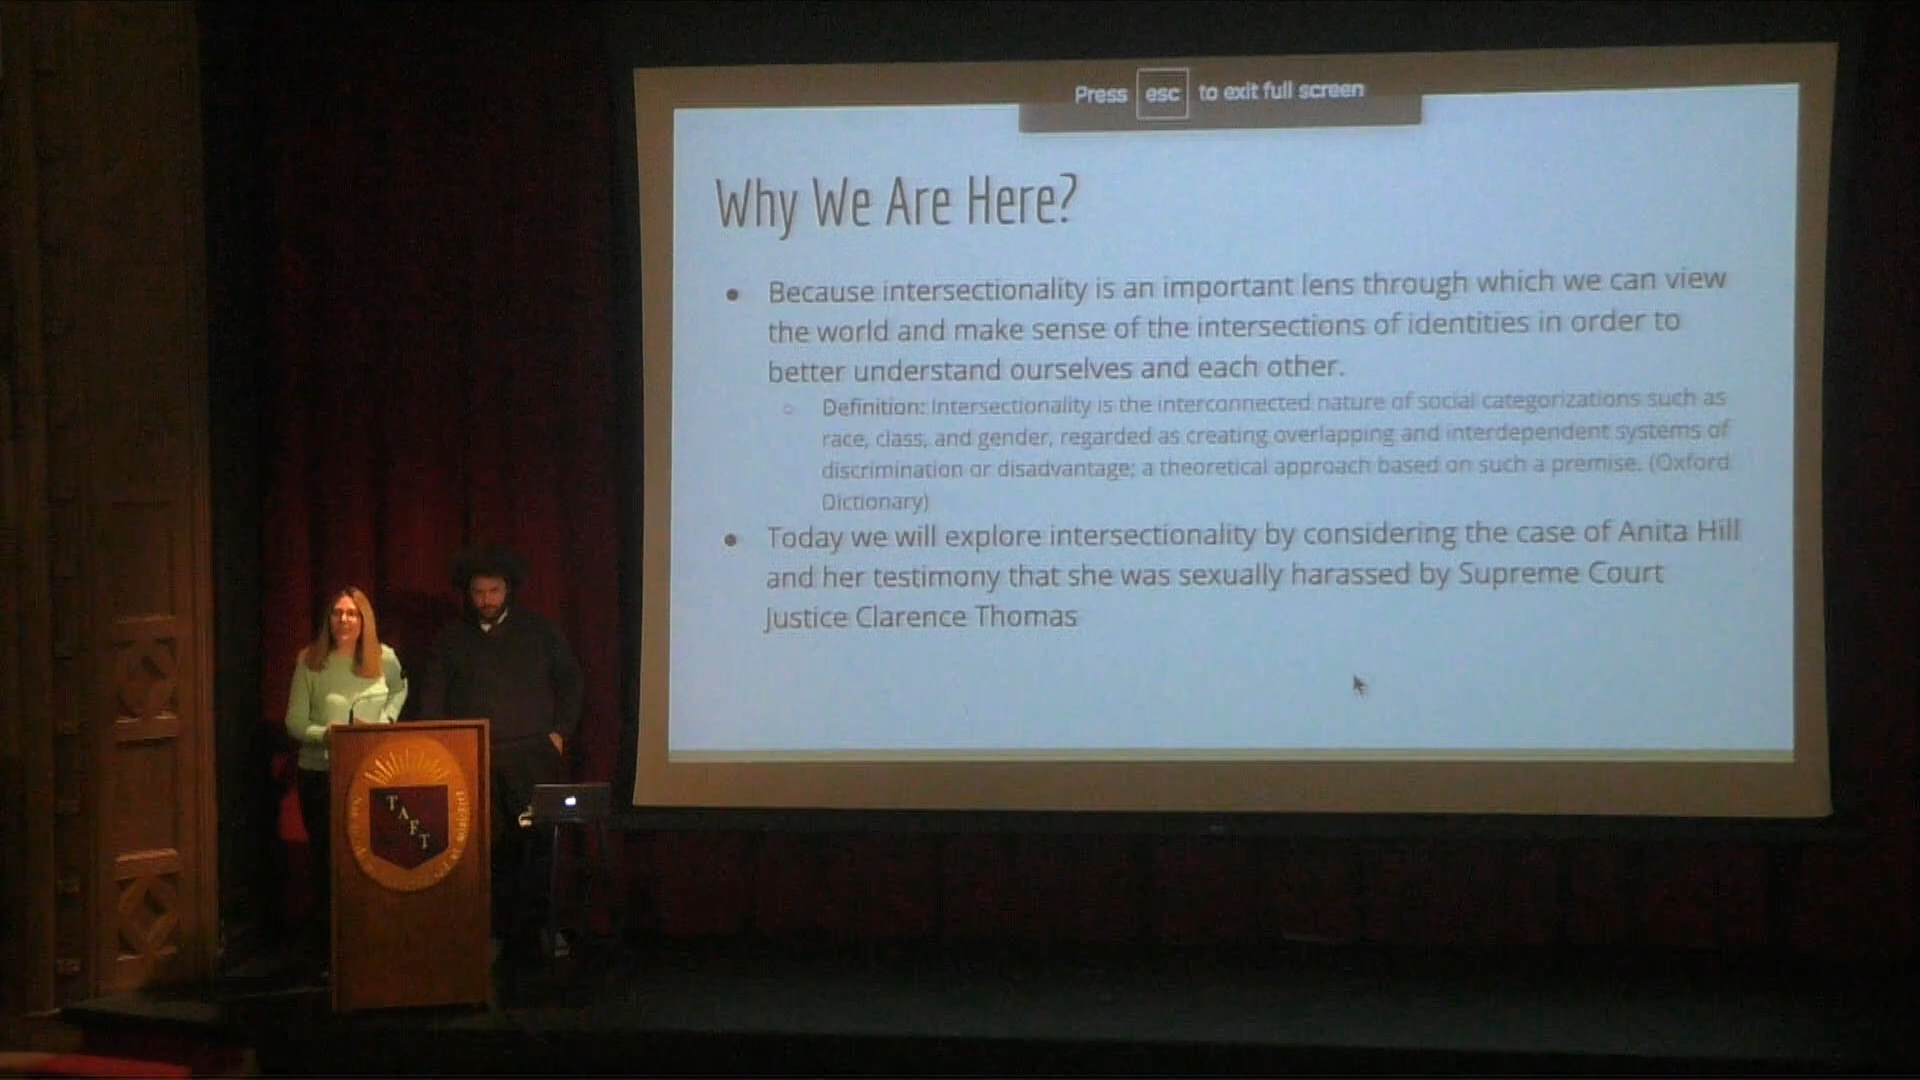 Press esc to exit full screen
Why We Are Here?
● Because intersectionality is an important lens through which we can view
the world and make sense of the intersections of identities in order to
better understand ourselves and each other.
○ Definition: Intersectionality is the interconnected nature of social categorizations such as
race, class, and gender, regarded as creating overlapping and interdependent systems of
discrimination or disadvantage; a theoretical approach based on such a premise. (Oxford
Dictionary)
● Today we will explore intersectionality by considering the case of Anita Hill
and her testimony that she was sexually harassed by Supreme Court
Justice Clarence Thomas
TAFT